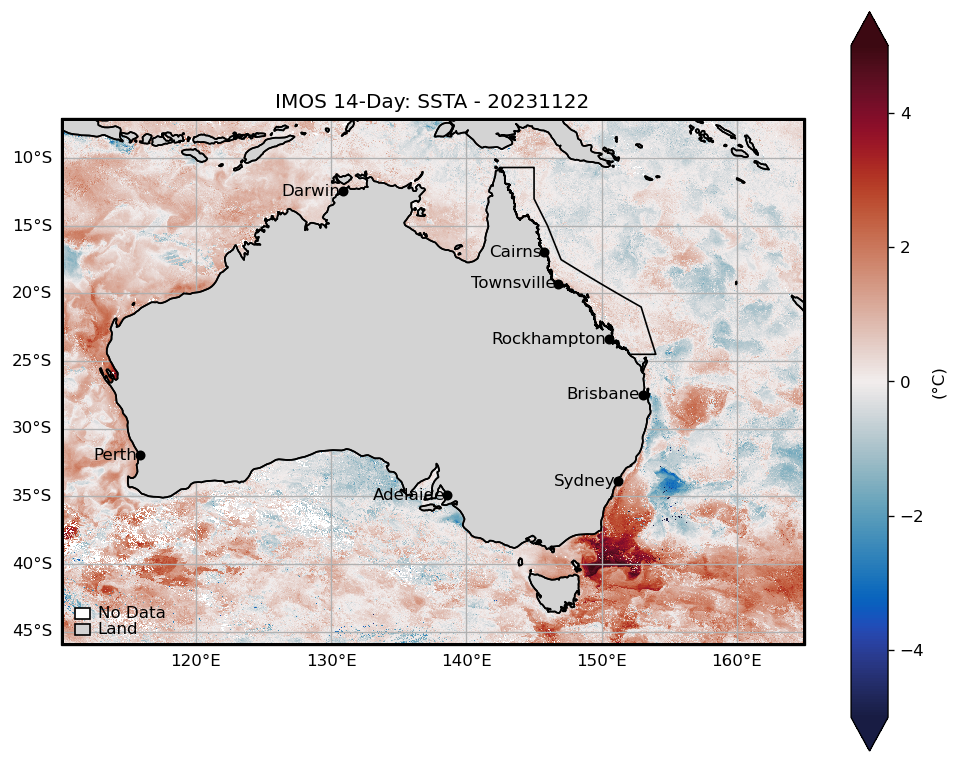 IMOS 14-Day: SSTA - 20231122
10°S
15°S
20°S
25°S
30°S
35°S
40°S
45°S
Darwin
Cairns
Townsville
Rockhampton
Brisbane
Perth
Sydney
Adelaide
No Data
Land
120°E 130°E 140°E 150°E 160°E
4
2
0
−2
−4
(°C)